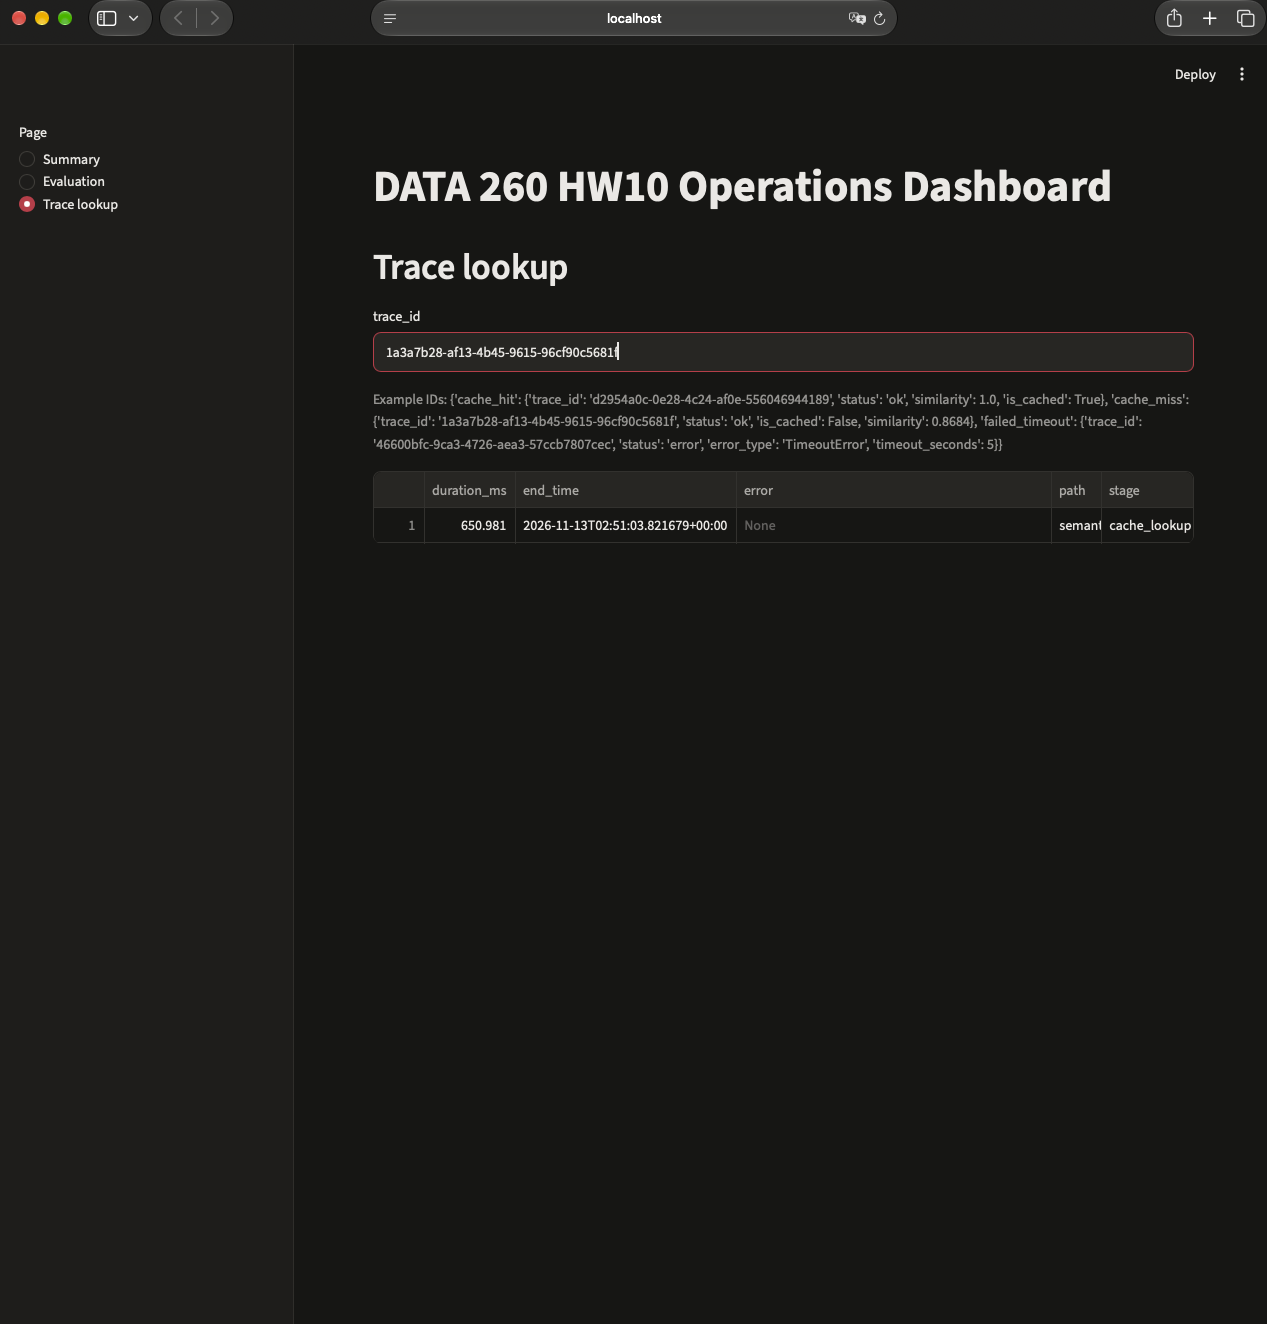 localhost
Deploy
Page
Summary
Evaluation
Trace lookup
DATA 260 HW10 Operations Dashboard
Trace lookup
trace_id
1a3a7b28-af13-4b45-9615-96cf90c5681f
Example IDs: {'cache_hit': {'trace_id': 'd2954a0c-0e28-4c24-af0e-556046944189', 'status': 'ok', 'similarity': 1.0, 'is_cached': True}, 'cache_miss':
{'trace_id': '1a3a7b28-af13-4b45-9615-96cf90c5681f', 'status': 'ok', 'is_cached': False, 'similarity': 0.8684}, 'failed_timeout': {'trace_id':
'46600bfc-9ca3-4726-aea3-57ccb7807cec', 'status': 'error', 'error_type': 'TimeoutError', 'timeout_seconds': 5}}
duration_ms end_time error path stage
1 650.981 2026-11-13T02:51:03.821679+00:00 None semant cache_lookup